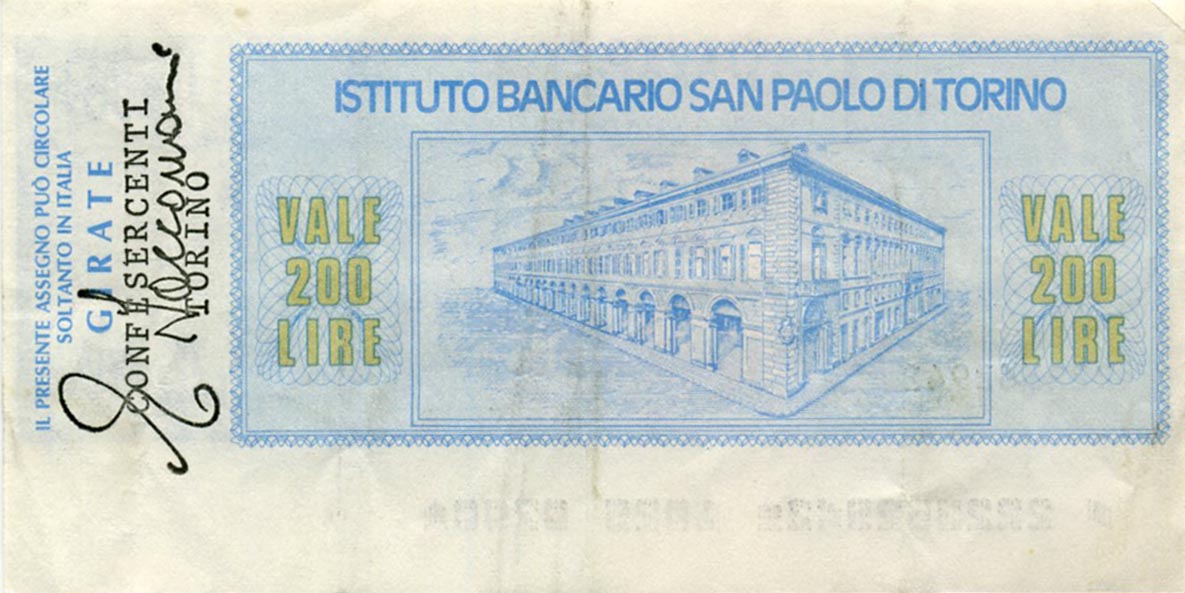 IL PRESENTE ASSEGNO PUÒ CIRCOLARE
SOLTANTO IN ITALIA
GIRATE
CONFESERCENTI
TORINO
ISTITUTO BANCARIO SAN PAOLO DI TORINO
VALE
200
LIRE
VALE
200
LIRE